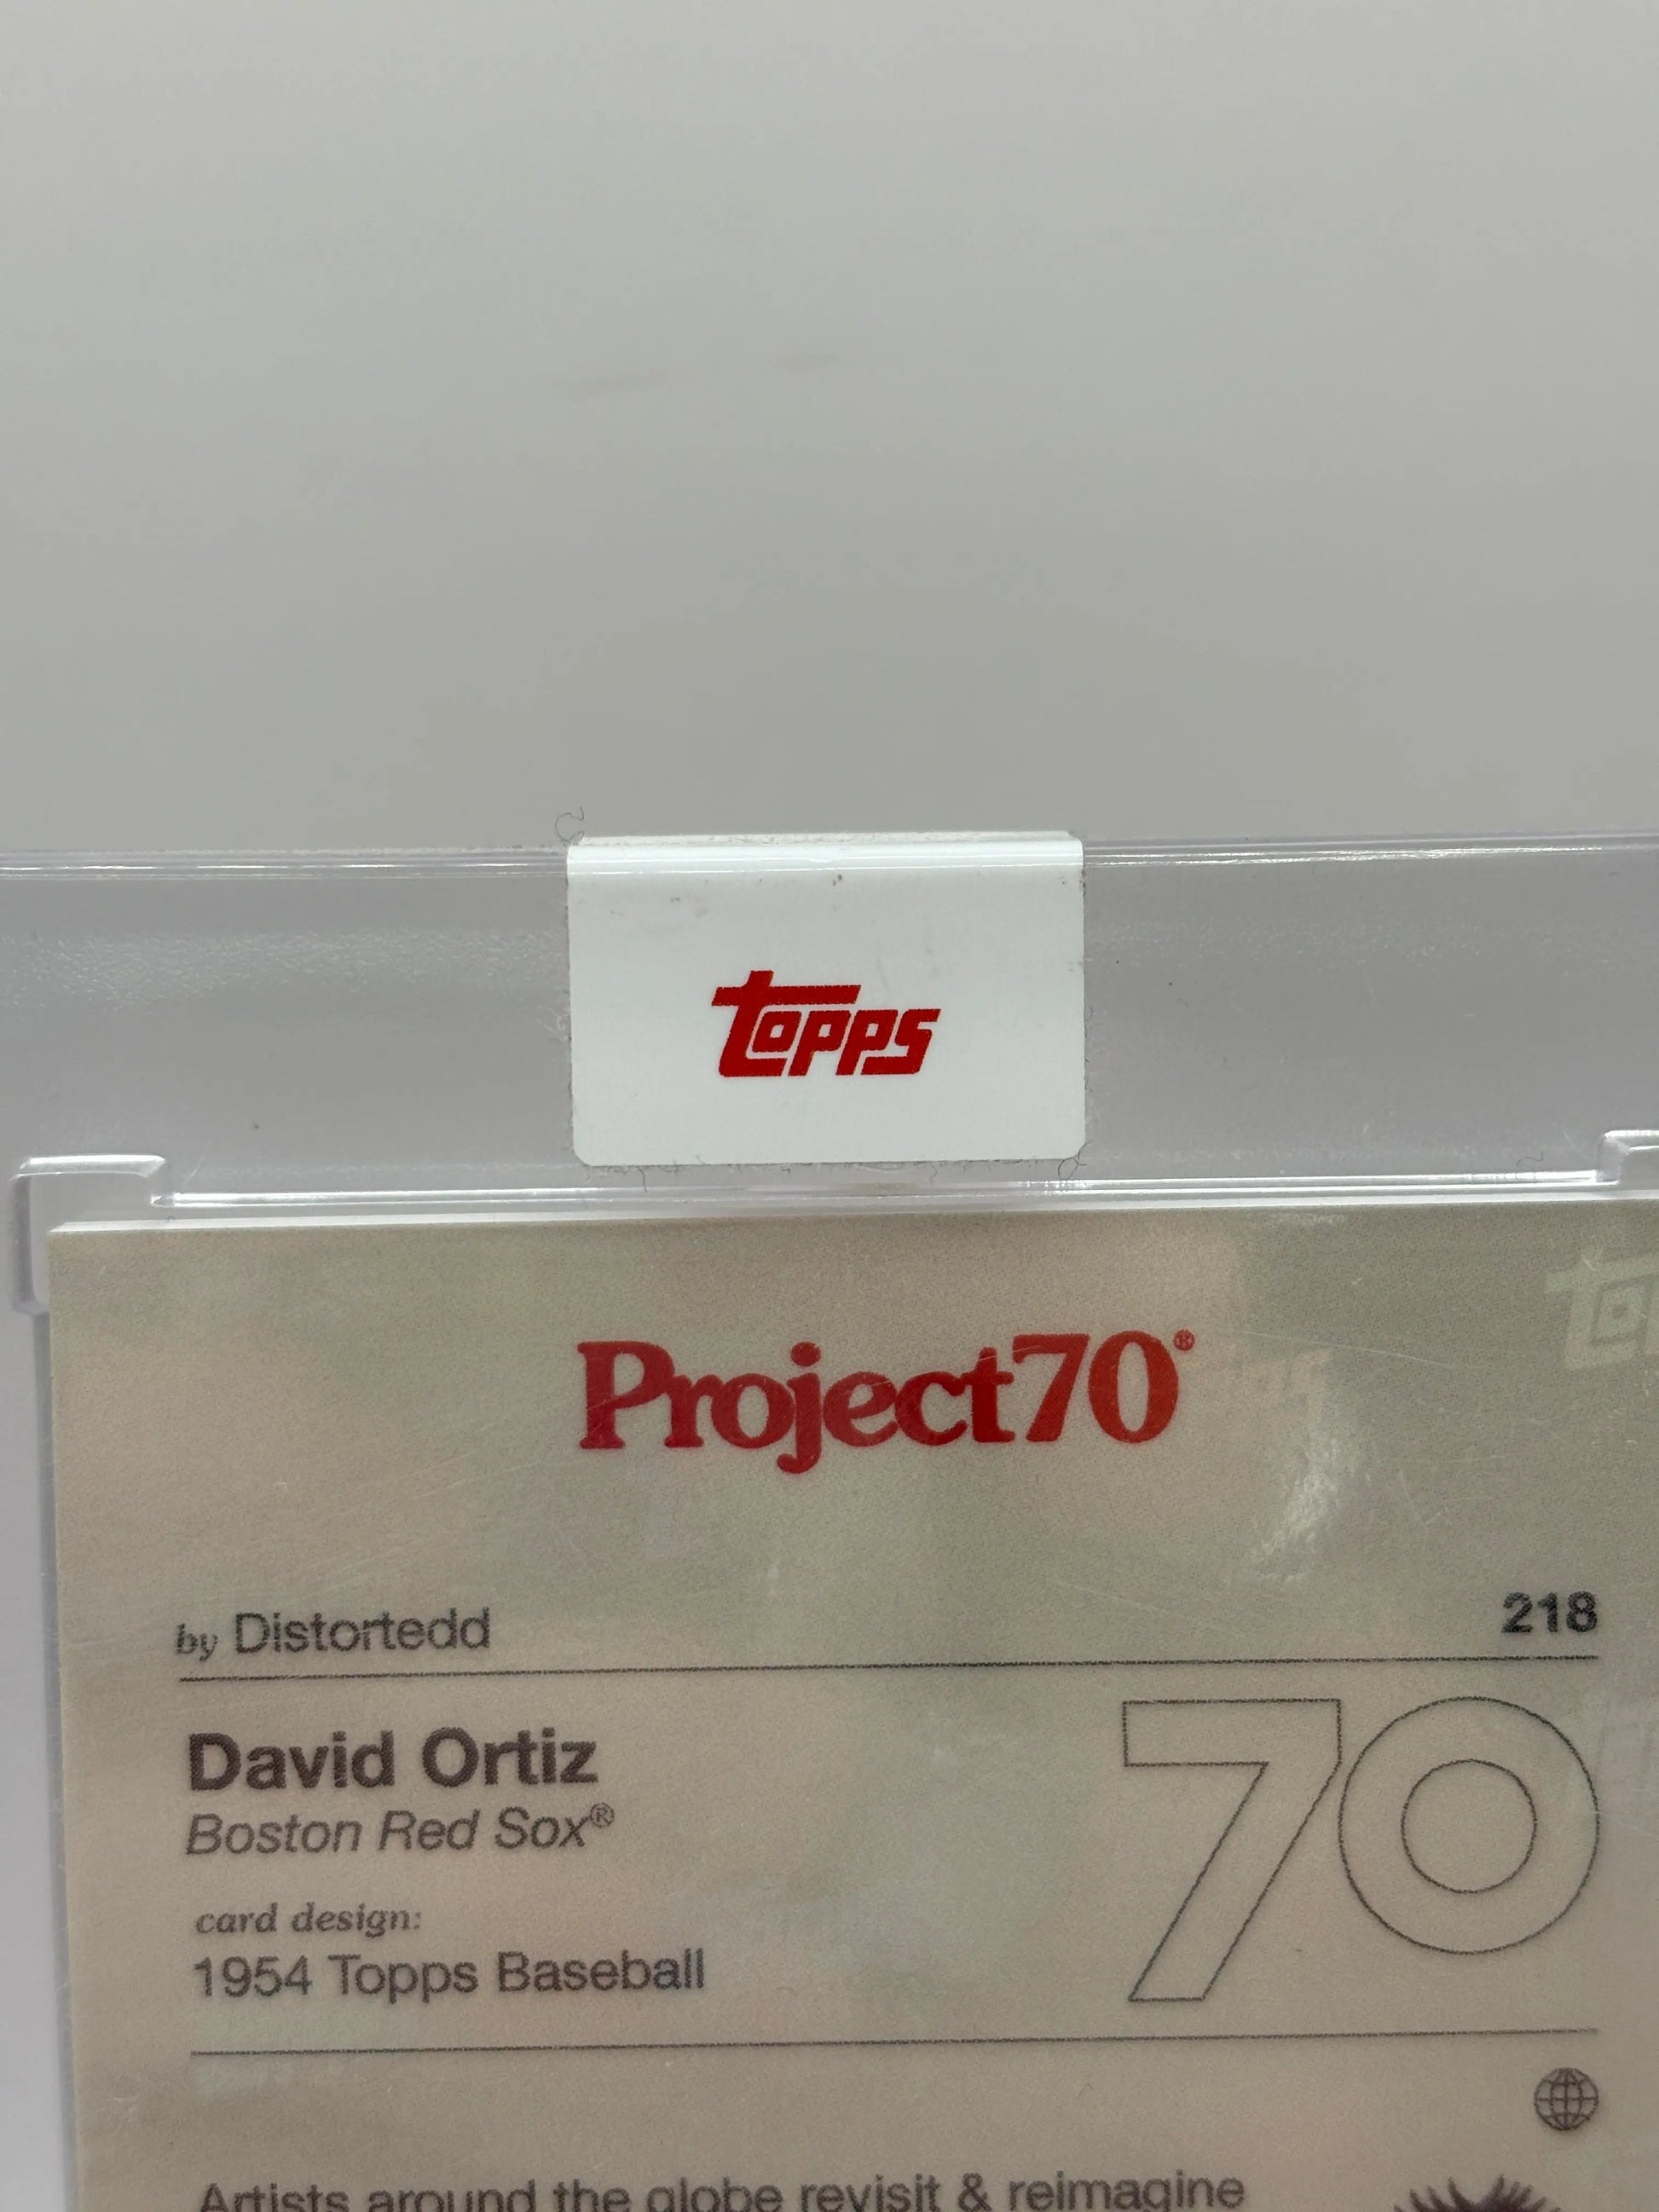 Topps
Project70®
by Distortedd
218
David Ortiz
70
Boston Red Sox®
card design:
1954 Topps Baseball
Artists around the globe revisit & reimagine